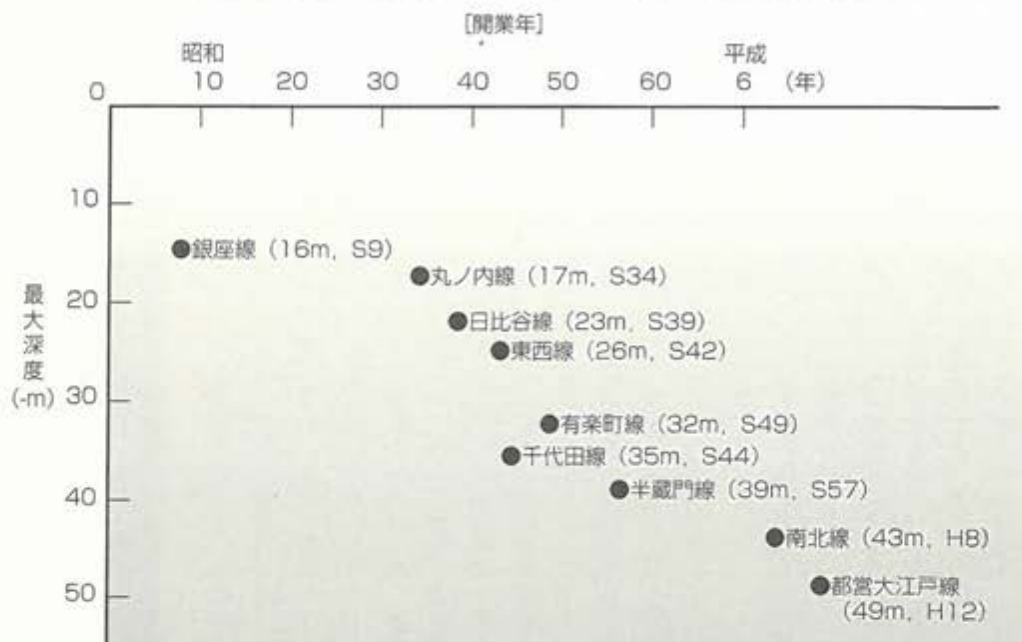 [開業年]
昭和 平成
10 20 30 40 50 60 6 (年)
0
10
銀座線（16m，S9）
丸ノ内線（17m，S34）
20
日比谷線（23m，S39）
東西線（26m，S42）
最大深度(-m)
30
有楽町線（32m，S49）
千代田線（35m，S44）
半蔵門線（39m，S57）
40
南北線（43m，H8）
都営大江戸線
（49m，H12）
50